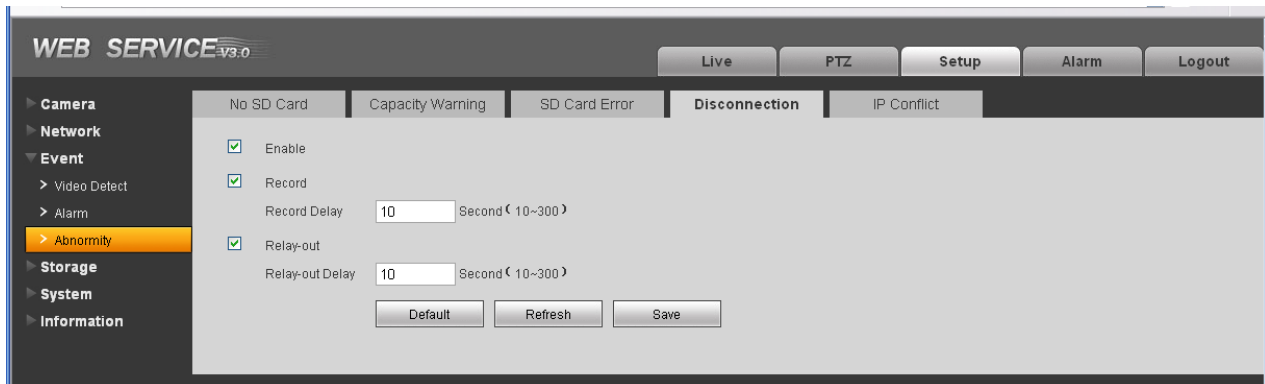 WEB SERVICE V3.0
Live PTZ Setup Alarm Logout
Camera
Network
Event
> Video Detect
> Alarm
> Abnormity
Storage
System
Information
No SD Card Capacity Warning SD Card Error Disconnection IP Conflict
Enable
Record
Record Delay 10 Second ( 10~300 )
Relay-out
Relay-out Delay 10 Second ( 10~300 )
Default Refresh Save